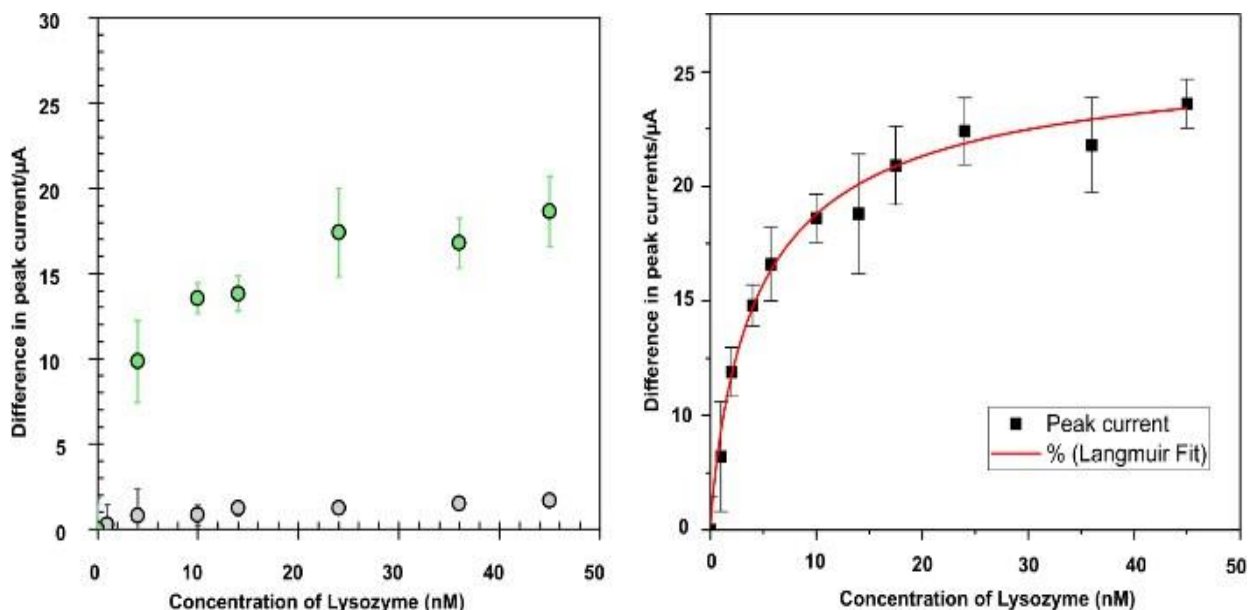 Difference in peak current/µA
30
25
20
15
10
5
0
0 10 20 30 40 50
Concentration of Lysozyme (nM)
Difference in peak currents/µA
25
20
15
10
5
0
0 10 20 30 40 50
Peak current
% (Langmuir Fit)
Concentration of Lysozyme (nM)